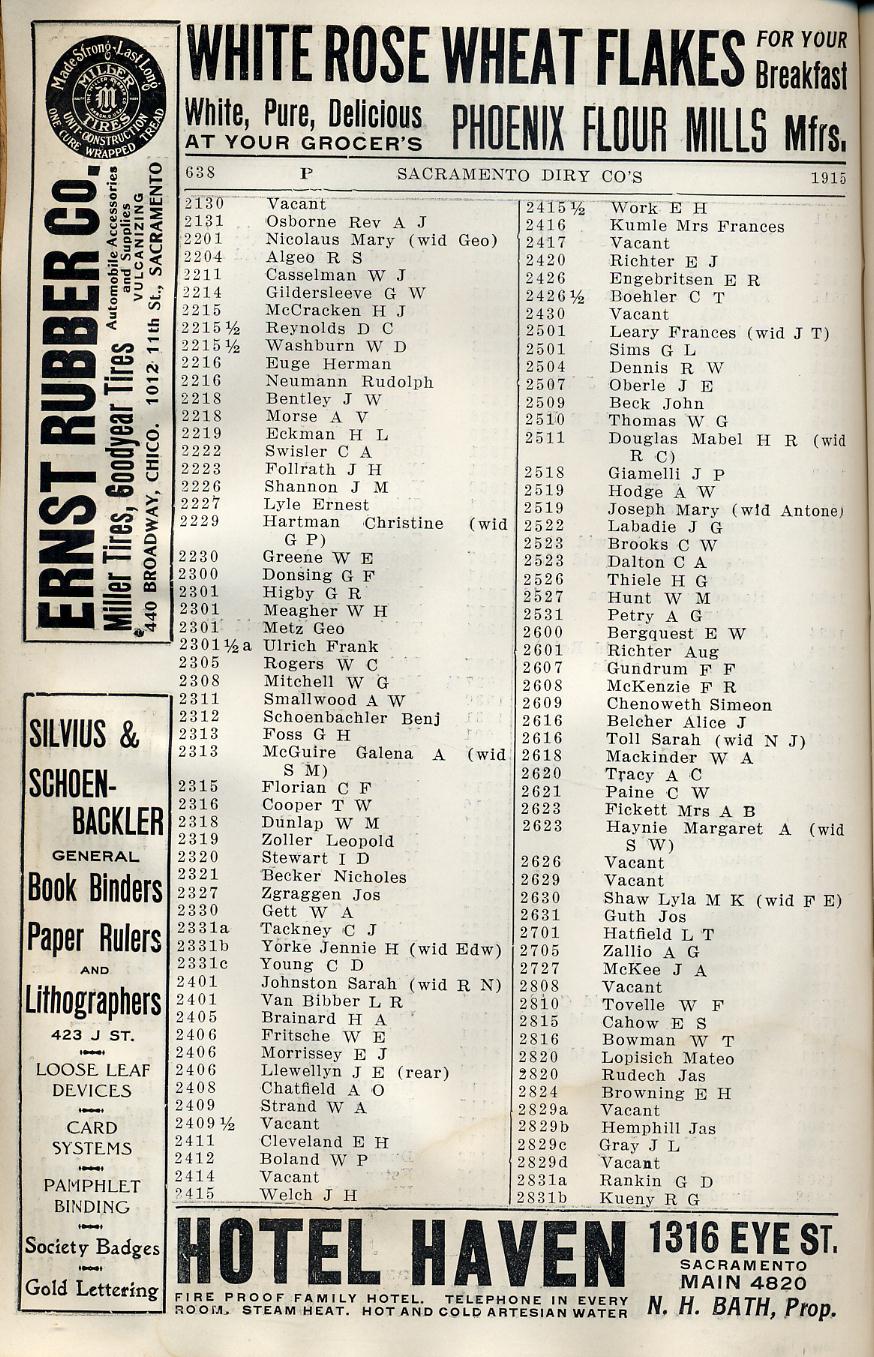 WHITE ROSE WHEAT FLAKES FOR YOUR Breakfast
White, Pure, Delicious
AT YOUR GROCER'S
PHOENIX FLOUR MILLS Mfrs.
Made Strong-Last Long
MILLER
TIRES
UNIT-CONSTRUCTION
ONE CURE WRAPPED TREAD
ERNST RUBBER CO.
Automobile Accessories
and Supplies
VULCANIZING
Miller Tires, Goodyear Tires
440 BROADWAY, CHICO. 1012 11th St., SACRAMENTO
SILVIUS &
SCHOEN-
BACKLER
GENERAL
Book Binders
Paper Rulers
AND
Lithographers
423 J ST.
LOOSE LEAF
DEVICES
CARD
SYSTEMS
PAMPHLET
BINDING
Society Badges
Gold Lettering
638 P SACRAMENTO DIRY CO'S 1915
2130 Vacant
2131 Osborne Rev A J
2201 Nicolaus Mary (wid Geo)
2204 Algeo R S
2211 Casselman W J
2214 Gildersleeve G W
2215 McCracken H J
2215½ Reynolds D C
2215½ Washburn W D
2216 Euge Herman
2216 Neumann Rudolph
2218 Bentley J W
2218 Morse A V
2219 Eckman H L
2222 Swisler C A
2223 Follrath J H
2226 Shannon J M
2227 Lyle Ernest
2229 Hartman Christine (wid
G P)
2230 Greene W E
2300 Donsing G F
2301 Higby G R
2301 Meagher W H
2301 Metz Geo
2301½a Ulrich Frank
2305 Rogers W C
2308 Mitchell W G
2311 Smallwood A W
2312 Schoenbachler Benj
2313 Foss G H
2313 McGuire Galena A (wid
S M)
2315 Florian C F
2316 Cooper T W
2318 Dunlap W M
2319 Zoller Leopold
2320 Stewart I D
2321 Becker Nicholes
2327 Zgraggen Jos
2330 Gett W A
2331a Tackney C J
2331b Yorke Jennie H (wid Edw)
2331c Young C D
2401 Johnston Sarah (wid R N)
2401 Van Bibber L R
2405 Brainard H A
2406 Fritsche W E
2406 Morrissey E J
2406 Llewellyn J E (rear)
2408 Chatfield A O
2409 Strand W A
2409½ Vacant
2411 Cleveland E H
2412 Boland W P
2414 Vacant
2415 Welch J H
2415½ Work E H
2416 Kumle Mrs Frances
2417 Vacant
2420 Richter E J
2426 Engebritsen E R
2426½ Boehler C T
2430 Vacant
2501 Leary Frances (wid J T)
2501 Sims G L
2504 Dennis R W
2507 Oberle J E
2509 Beck John
2510 Thomas W G
2511 Douglas Mabel H R (wid
R C)
2518 Giamelli J P
2519 Hodge A W
2519 Joseph Mary (wid Antone)
2522 Labadie J G
2523 Brooks C W
2523 Dalton C A
2526 Thiele H G
2527 Hunt W M
2531 Petry A G
2600 Bergquest E W
2601 Richter Aug
2607 Gundrum F F
2608 McKenzie F R
2609 Chenoweth Simeon
2616 Belcher Alice J
2616 Toll Sarah (wid N J)
2618 Mackinder W A
2620 Tracy A C
2621 Paine C W
2623 Fickett Mrs A B
2623 Haynie Margaret A (wid
S W)
2626 Vacant
2629 Vacant
2630 Shaw Lyla M K (wid F E)
2631 Guth Jos
2701 Hatfield L T
2705 Zallio A G
2727 McKee J A
2808 Vacant
2810 Tovelle W F
2815 Cahow E S
2816 Bowman W T
2820 Lopisich Mateo
2820 Rudech Jas
2824 Browning E H
2829a Vacant
2829b Hemphill Jas
2829c Gray J L
2829d Vacant
2831a Rankin G D
2831b Kueny R G
HOTEL HAVEN
FIRE PROOF FAMILY HOTEL. TELEPHONE IN EVERY
ROOM. STEAM HEAT. HOT AND COLD ARTESIAN WATER
1316 EYE ST.
SACRAMENTO
MAIN 4820
N. H. BATH, Prop.